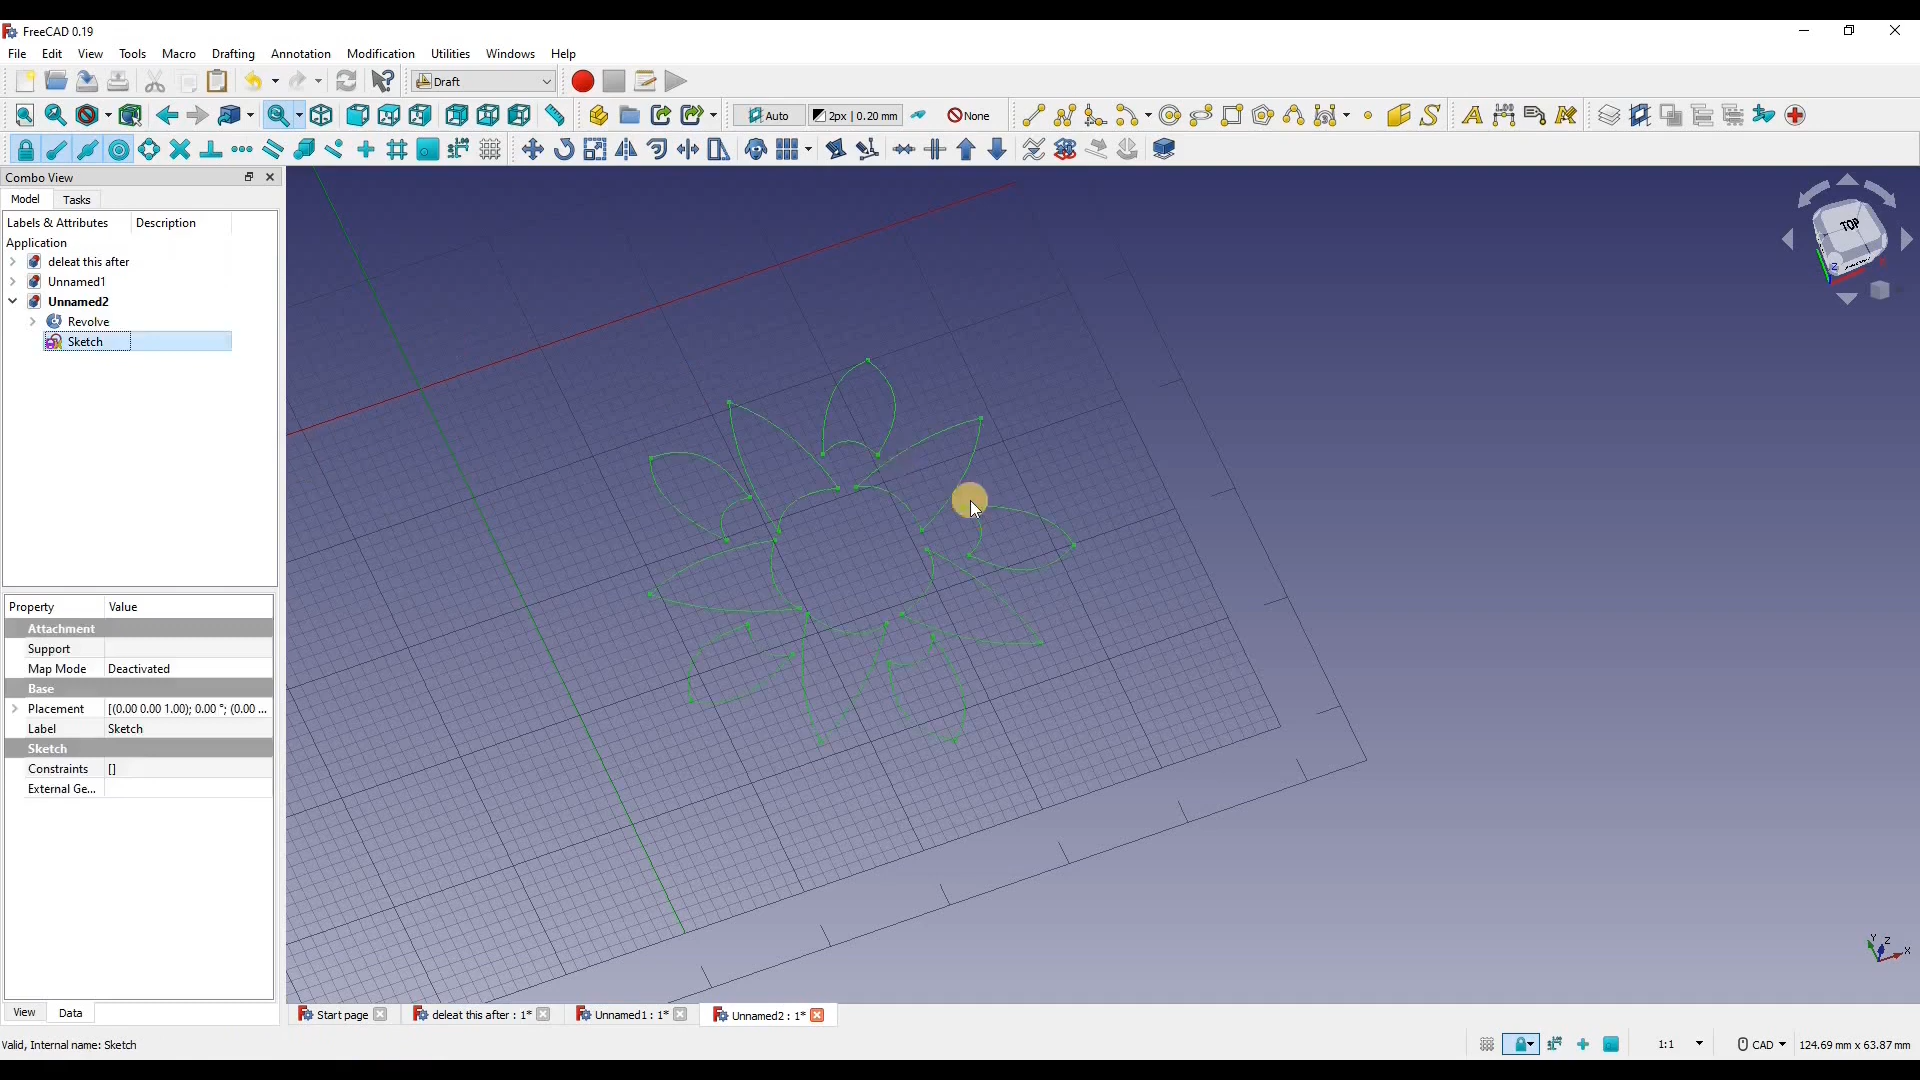 FreeCAD 0.19
File Edit View Tools Macro Drafting Annotation Modification Utilities Windows Help
Draft
Auto 2px | 0.20 mm None
Combo View
Model Tasks
Labels & Attributes Description
Application
deleat this after
Unnamed1
Unnamed2
Revolve
Sketch
TOP
Z
Property Value
Attachment
Support
Map Mode Deactivated
Base
Placement [(0.00 0.00 1.00); 0.00 °; (0.00 ...
Label Sketch
Sketch
Constraints []
External Ge...
Y Z X
View Data
Start page deleat this after : 1* Unnamed1 : 1* Unnamed2 : 1*
Valid, Internal name: Sketch
1:1 CAD 124.69 mm x 63.87 mm